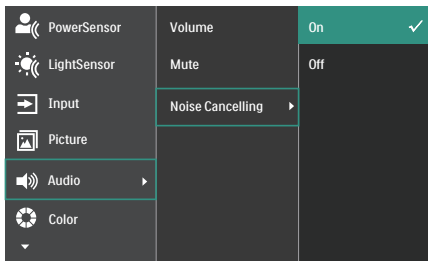 PowerSensor
LightSensor
Input
Picture
Audio
Color
Volume
Mute
Noise Cancelling
On
Off